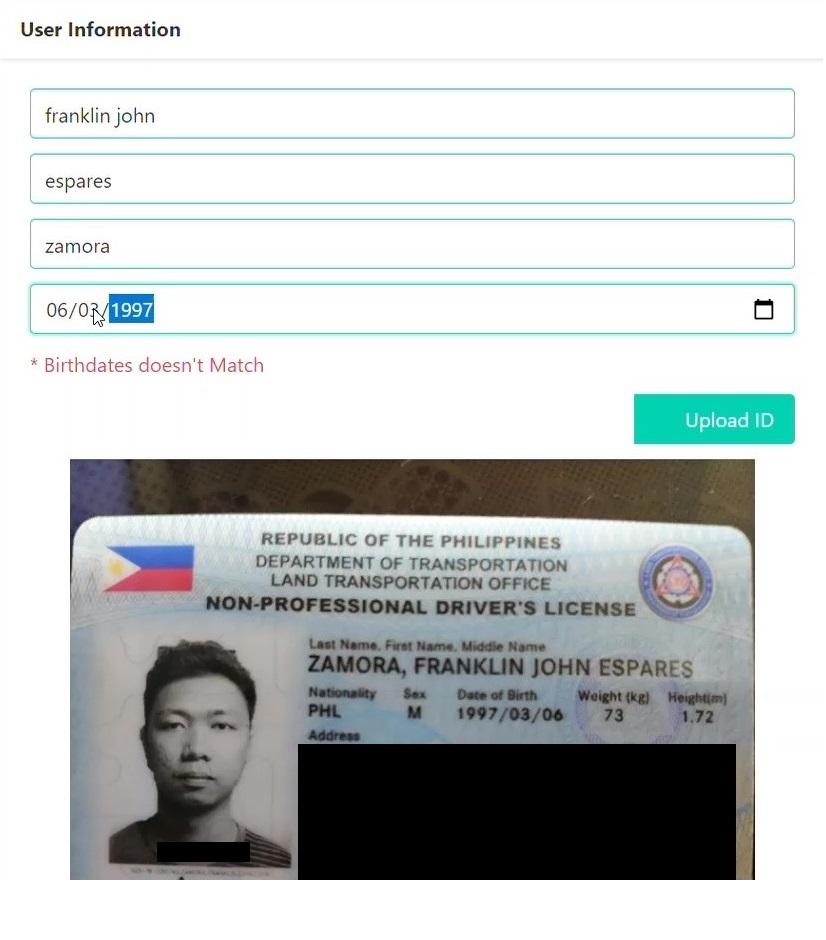 User Information
franklin john
espares
zamora
06/03/1997
* Birthdates doesn't Match
Upload ID
REPUBLIC OF THE PHILIPPINES
DEPARTMENT OF TRANSPORTATION
LAND TRANSPORTATION OFFICE
NON-PROFESSIONAL DRIVER'S LICENSE
Last Name, First Name, Middle Name
ZAMORA, FRANKLIN JOHN ESPARES
Nationality Sex Date of Birth Weight (kg) Height(m)
PHL M 1997/03/06 73 1.72
Address